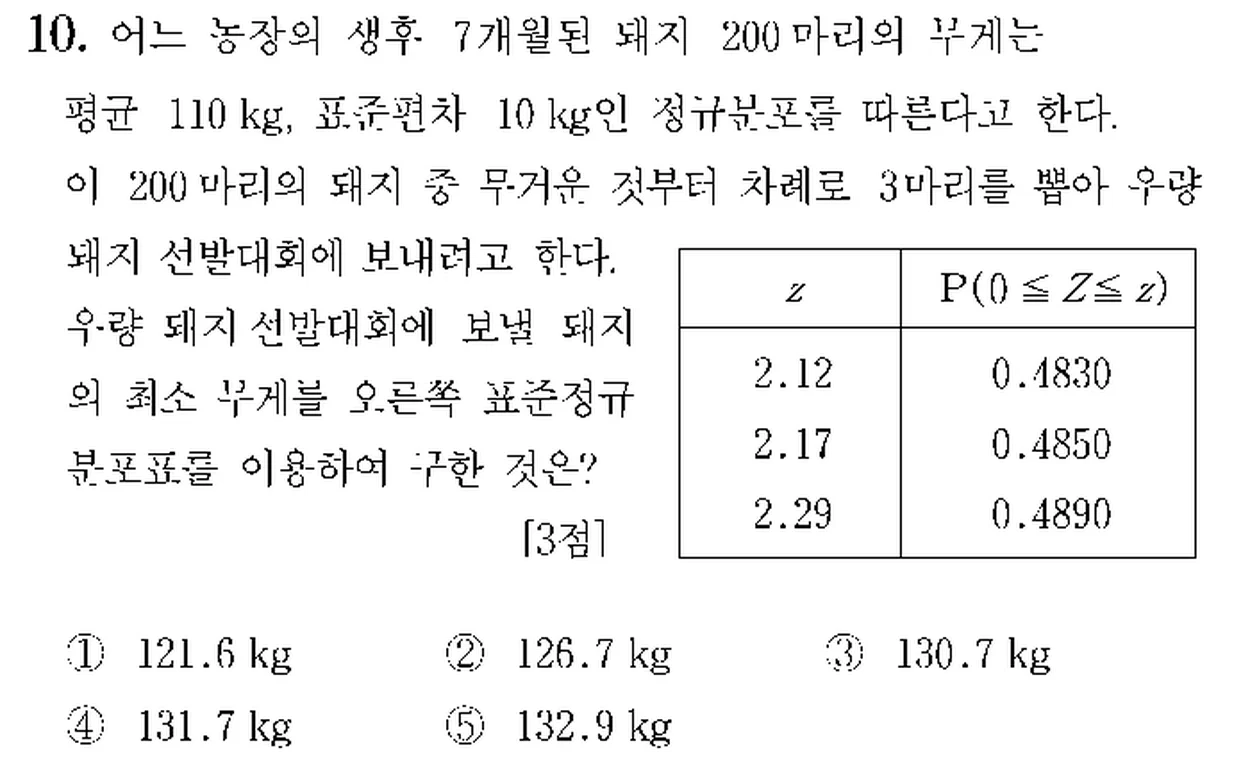 10. 어느 농장의 생후 7개월된 돼지 200마리의 무게는
평균 110 kg, 표준편차 10 kg인 정규분포를 따른다고 한다.
이 200마리의 돼지 중 무거운 것부터 차례로 3마리를 뽑아 우량
돼지 선발대회에 보내려고 한다.
우량 돼지 선발대회에 보낼 돼지
의 최소 무게를 오른쪽 표준정규
분포표를 이용하여 구한 것은?
[3점]
z P(0 ≦ Z ≦ z)
2.12 0.4830
2.17 0.4850
2.29 0.4890
① 121.6 kg ② 126.7 kg ③ 130.7 kg
④ 131.7 kg ⑤ 132.9 kg